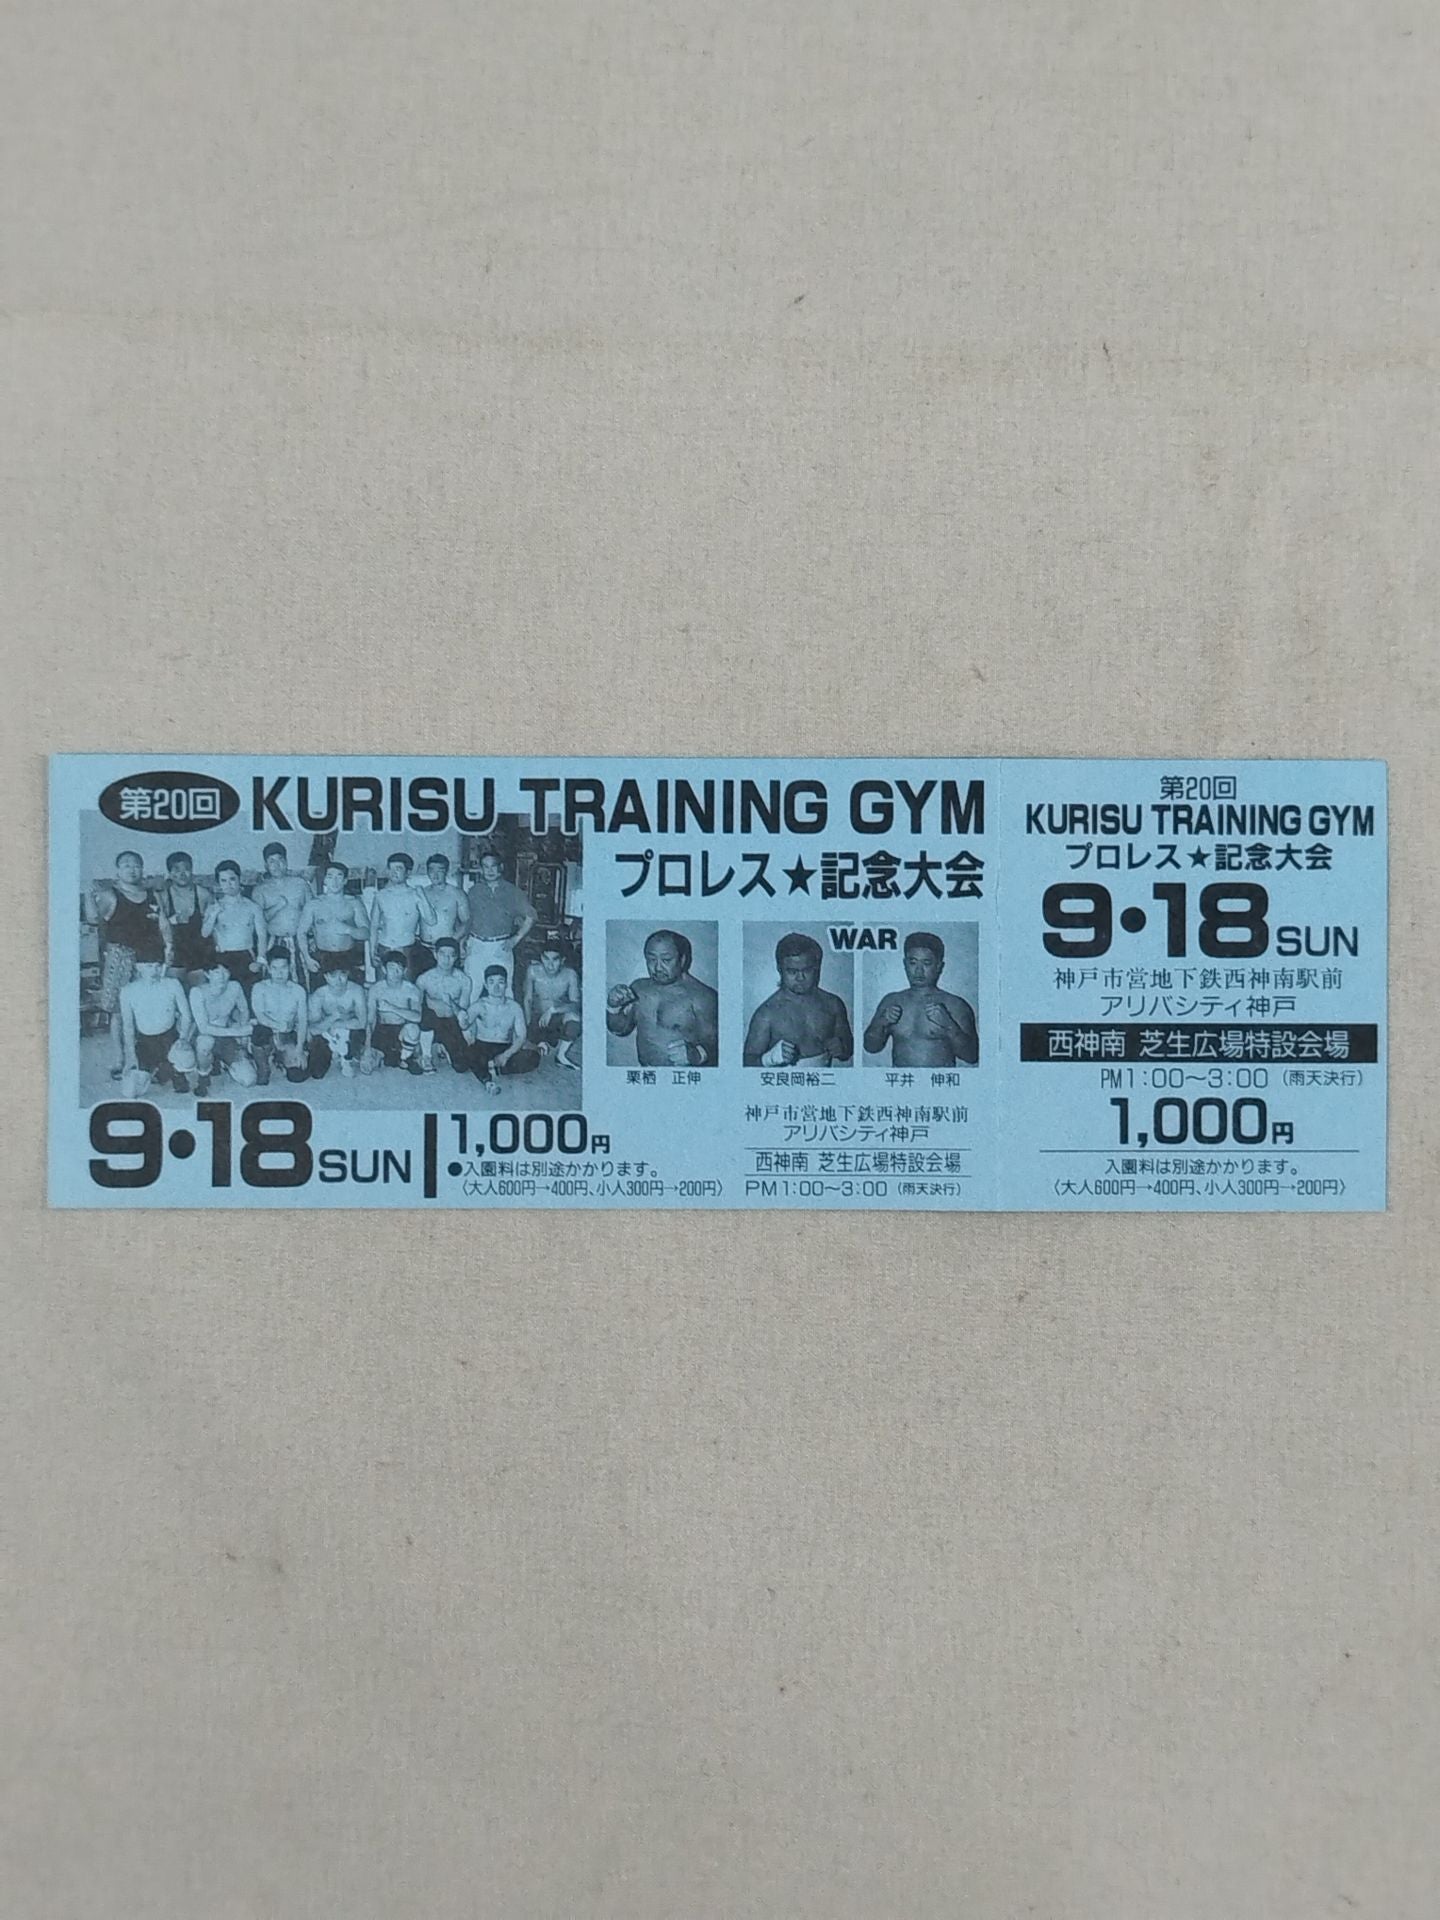 第20回 KURISU TRAINING GYM
プロレス★記念大会
WAR
栗栖 正伸
安良岡裕二
平井 伸和
9・18 SUN
1,000円
●入園料は別途かかります。
〈大人600円→400円、小人300円→200円〉
神戸市営地下鉄西神南駅前
アリバシティ神戸
西神南 芝生広場特設会場
PM1:00～3:00（雨天決行）
第20回
KURISU TRAINING GYM
プロレス★記念大会
9・18 SUN
神戸市営地下鉄西神南駅前
アリバシティ神戸
西神南 芝生広場特設会場
PM1:00～3:00（雨天決行）
1,000円
入園料は別途かかります。
〈大人600円→400円、小人300円→200円〉